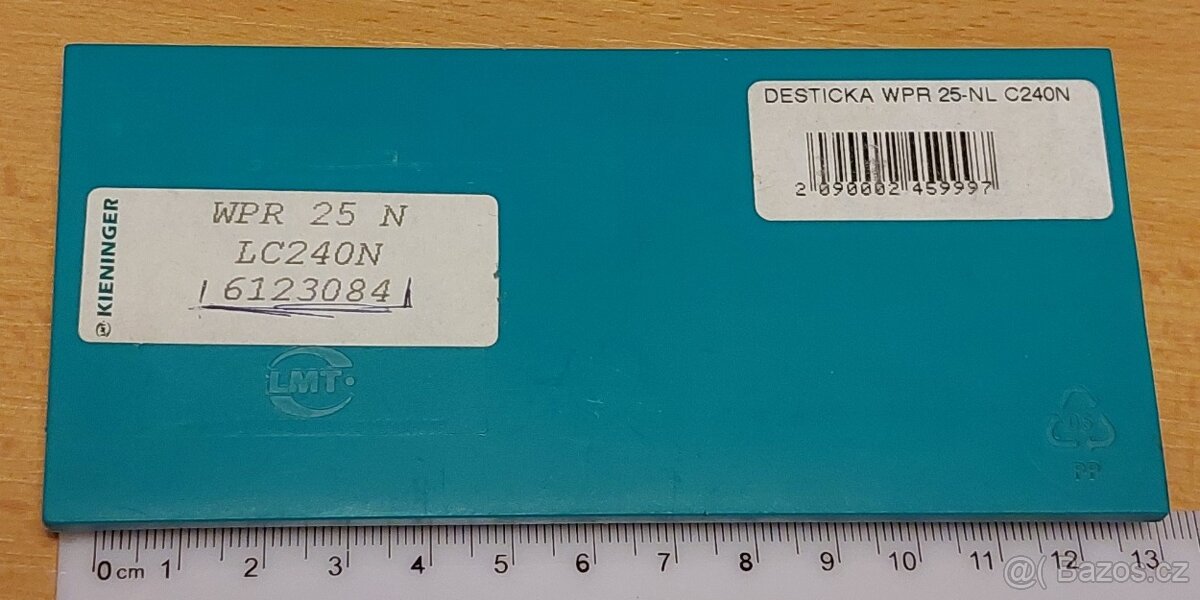 DESTICKA WPR 25-NL C240N
2 090002 459997
KIENINGER
WPR 25 N
LC240N
6123084
LMT
PP
0 cm 1 2 3 4 5 6 7 8 9 10 11 12 13
@( Bazos.cz